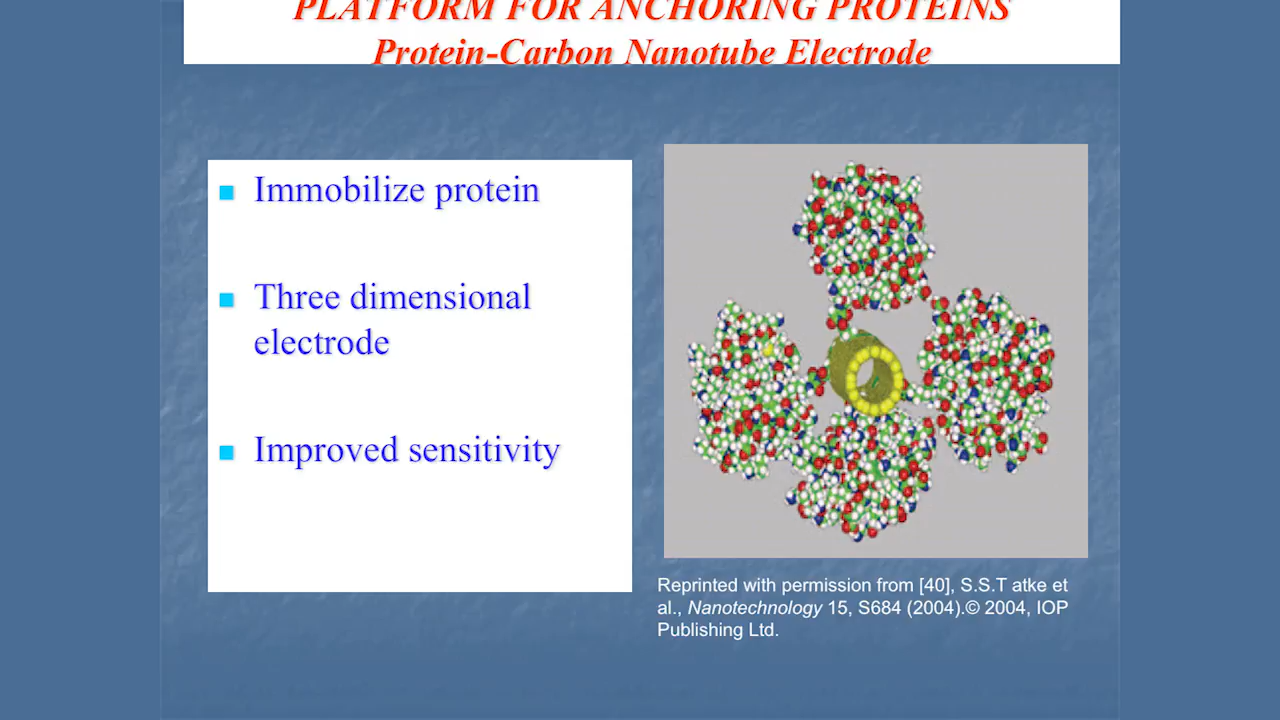 PLATFORM FOR ANCHORING PROTEINS
Protein-Carbon Nanotube Electrode
Immobilize protein
Three dimensional
electrode
Improved sensitivity
Reprinted with permission from [40], S.S.T atke et
al., Nanotechnology 15, S684 (2004).© 2004, IOP
Publishing Ltd.